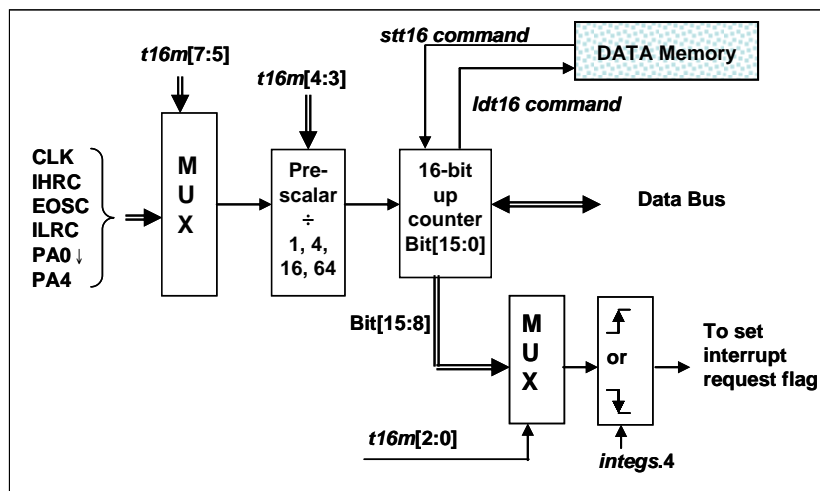 stt16 command
DATA Memory
t16m[7:5]
t16m[4:3]
ldt16 command
CLK
IHRC
EOSC
ILRC
PA0↓
PA4
M
U
X
Pre-
scalar
÷
1, 4,
16, 64
16-bit
up
counter
Bit[15:0]
Data Bus
Bit[15:8]
M
U
X
or
To set
interrupt
request flag
t16m[2:0]
integs.4